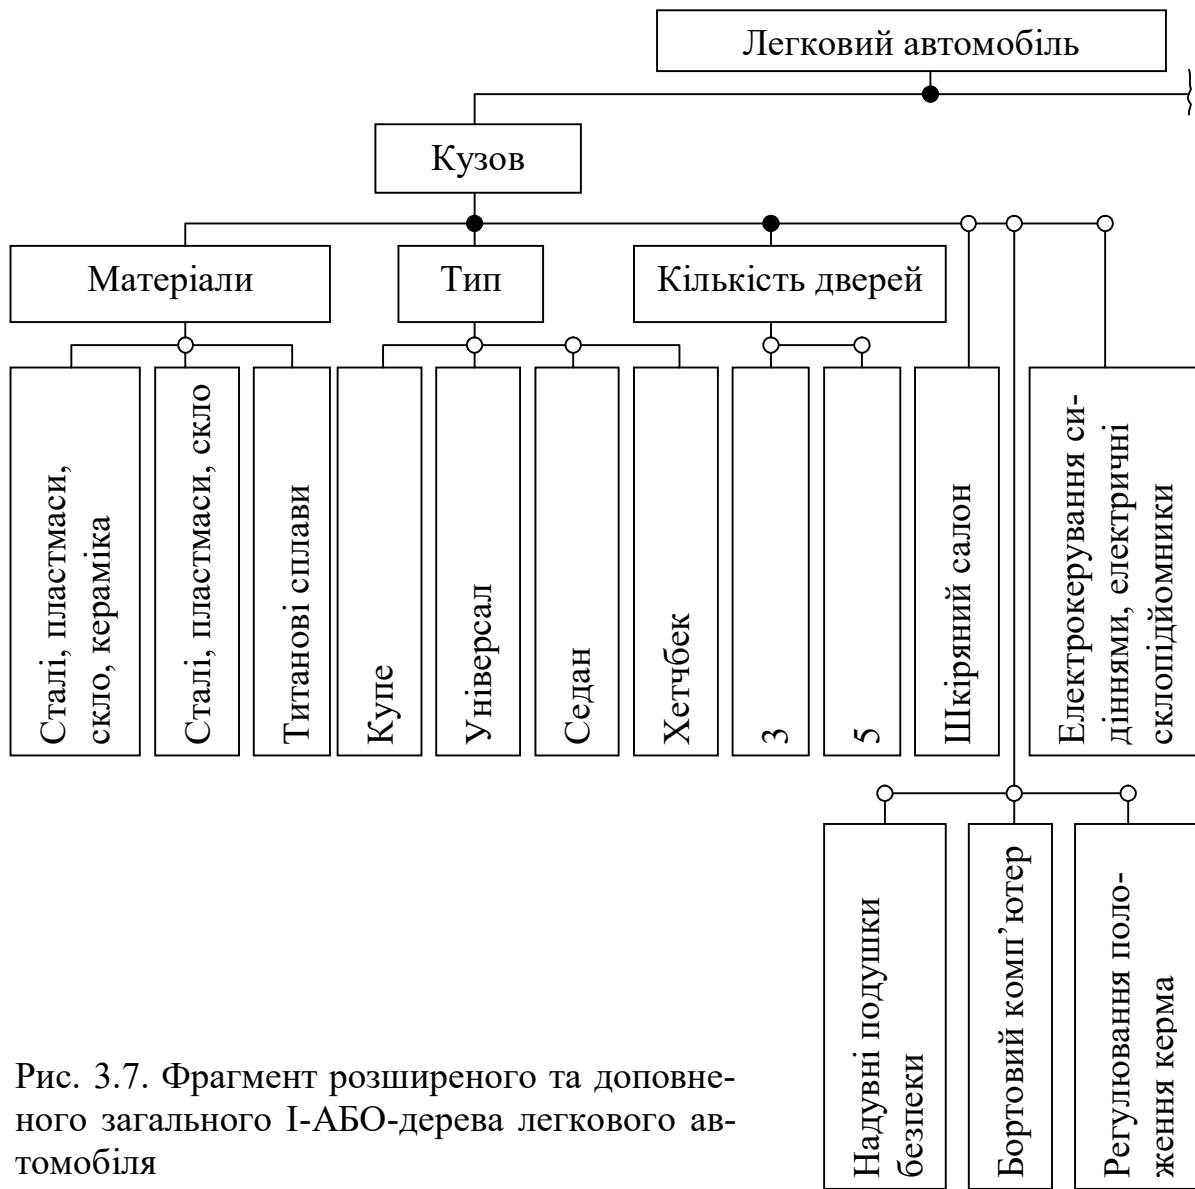 Легковий автомобіль
Кузов
Матеріали
Тип
Кількість дверей
Сталі, пластмаси,
скло, кераміка
Сталі, пластмаси, скло
Титанові сплави
Купе
Універсал
Седан
Хетчбек
3
5
Шкіряний салон
Електрокерування си-
діннями, електричні
склопідйомники
Надувні подушки
безпеки
Бортовий комп’ютер
Регулювання поло-
ження керма
Рис. 3.7. Фрагмент розширеного та доповне-
ного загального І-АБО-дерева легкового ав-
томобіля